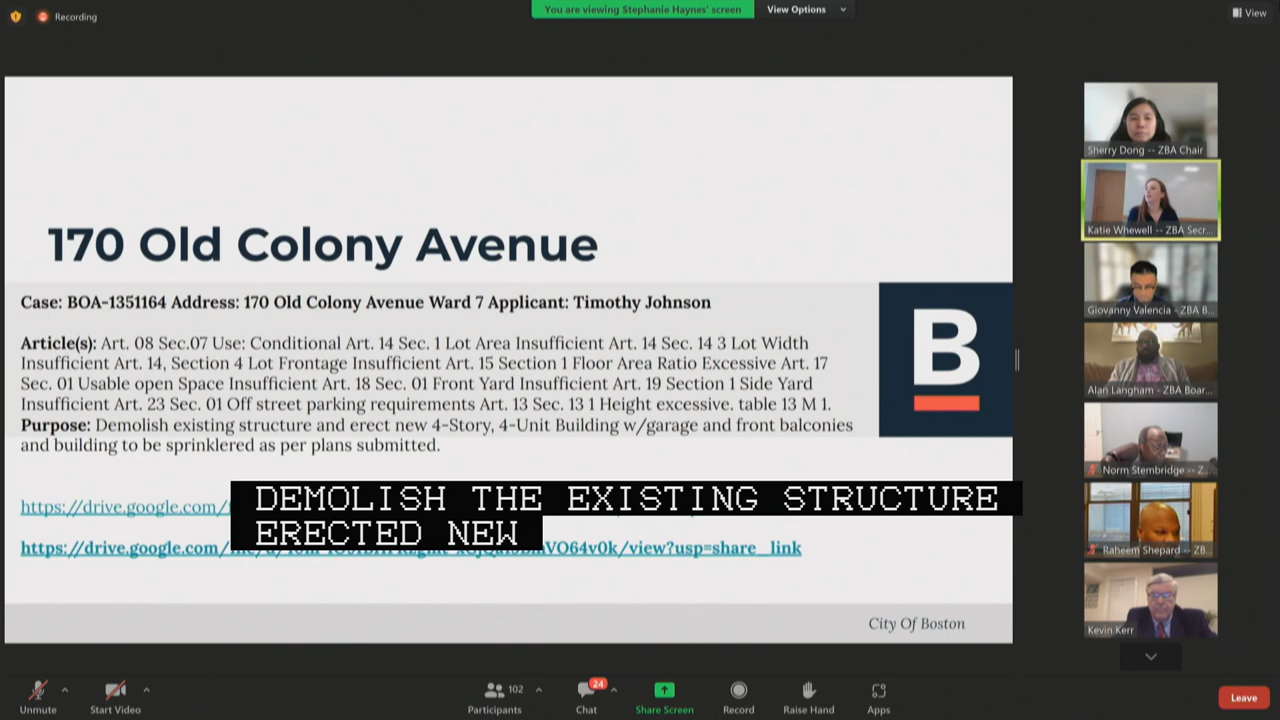 Recording
You are viewing Stephanie Haynes' screen
View Options
View
170 Old Colony Avenue
Case: BOA-1351164 Address: 170 Old Colony Avenue Ward 7 Applicant: Timothy Johnson
Article(s): Art. 08 Sec.07 Use: Conditional Art. 14 Sec. 1 Lot Area Insufficient Art. 14 Sec. 14 3 Lot Width
Insufficient Art. 14, Section 4 Lot Frontage Insufficient Art. 15 Section 1 Floor Area Ratio Excessive Art. 17
Sec. 01 Usable open Space Insufficient Art. 18 Sec. 01 Front Yard Insufficient Art. 19 Section 1 Side Yard
Insufficient Art. 23 Sec. 01 Off street parking requirements Art. 13 Sec. 13 1 Height excessive. table 13 M 1.
Purpose: Demolish existing structure and erect new 4-Story, 4-Unit Building w/garage and front balconies
and building to be sprinklered as per plans submitted.
B
https://drive.google.com/
DEMOLISH THE EXISTING STRUCTURE
ERECTED NEW
https://drive.google.com/
VO64v0k/view?usp=share_link
City Of Boston
Sherry Dong -- ZBA Chair
Katie Whewell -- ZBA Secr...
Giovanny Valencia - ZBA B...
Alan Langham - ZBA Boar...
Norm Stembridge -- Z...
Raheem Shepard -- ZB...
Kevin Kerr
Unmute
Start Video
102
Participants
24
Chat
Share Screen
Record
Raise Hand
Apps
Leave